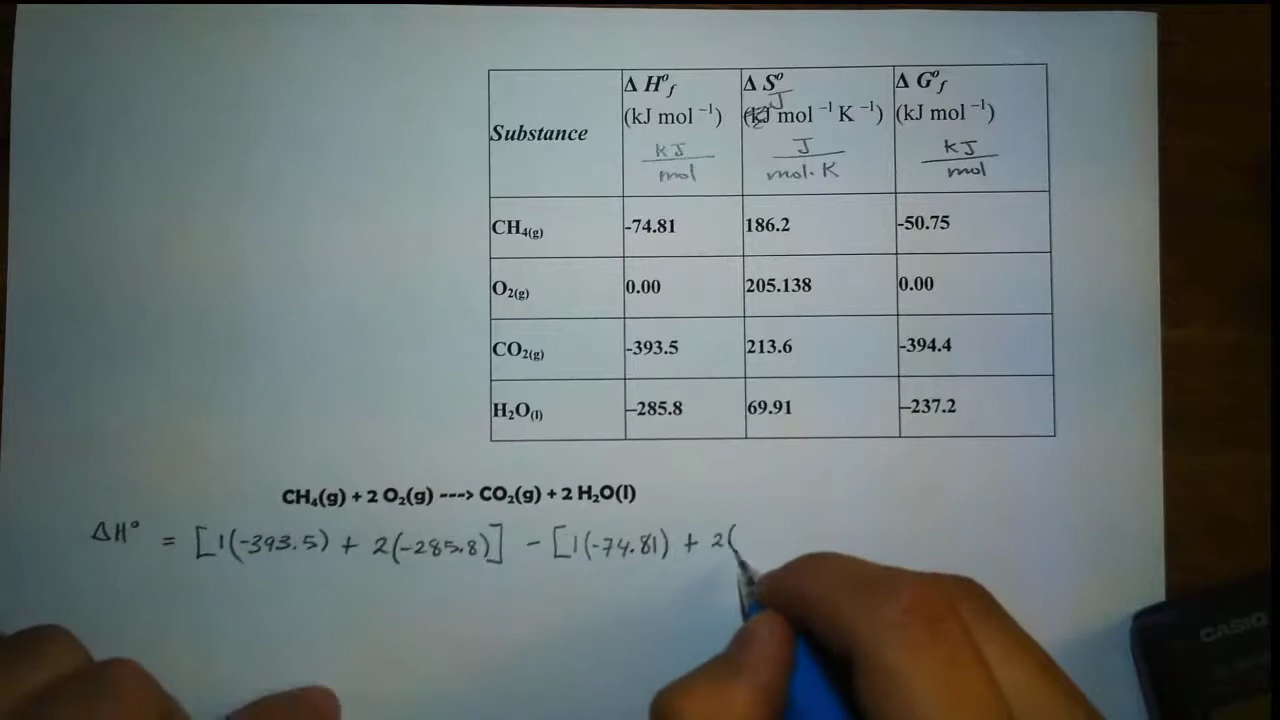 Substance
Δ H°f
(kJ mol ⁻¹)
kJ
mol
Δ S°
J
(kJ mol ⁻¹ K ⁻¹)
J
mol·K
Δ G°f
(kJ mol ⁻¹)
kJ
mol
CH₄(g) -74.81 186.2 -50.75
O₂(g) 0.00 205.138 0.00
CO₂(g) -393.5 213.6 -394.4
H₂O(l) –285.8 69.91 –237.2
CH₄(g) + 2 O₂(g) ---> CO₂(g) + 2 H₂O(l)
ΔH° = [1(-393.5) + 2(-285.8)] - [1(-74.81) + 2(
CASIO